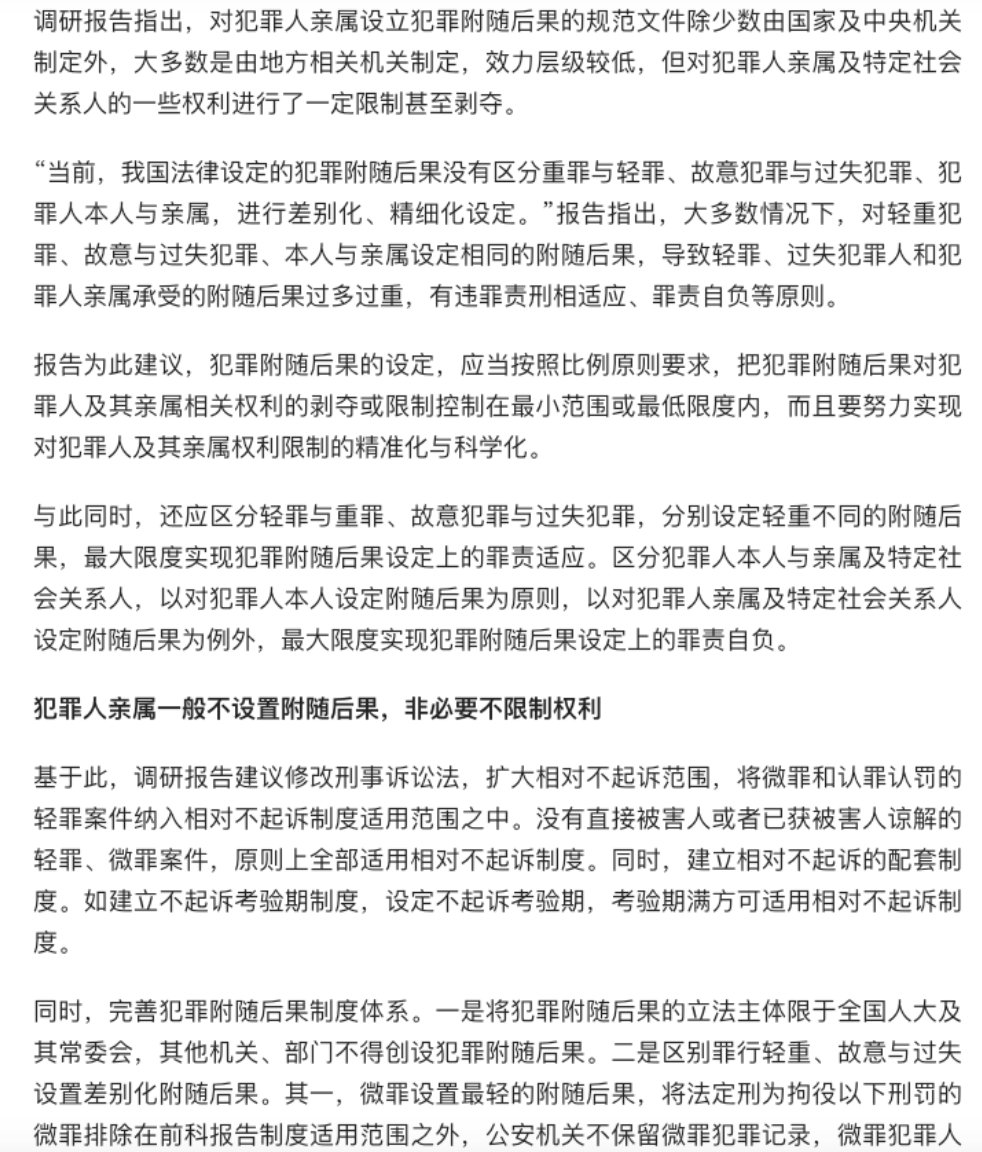 调研报告指出，对犯罪人亲属设立犯罪附随后果的规范文件除少数由国家及中央机关
制定外，大多数是由地方相关机关制定，效力层级较低，但对犯罪人亲属及特定社会
关系人的一些权利进行了一定限制甚至剥夺。
“当前，我国法律设定的犯罪附随后果没有区分重罪与轻罪、故意犯罪与过失犯罪、犯
罪人本人与亲属，进行差别化、精细化设定。”报告指出，大多数情况下，对轻重犯
罪、故意与过失犯罪、本人与亲属设定相同的附随后果，导致轻罪、过失犯罪人和犯
罪人亲属承受的附随后果过多过重，有违罪责刑相适应、罪责自负等原则。
报告为此建议，犯罪附随后果的设定，应当按照比例原则要求，把犯罪附随后果对犯
罪人及其亲属相关权利的剥夺或限制控制在最小范围或最低限度内，而且要努力实现
对犯罪人及其亲属权利限制的精准化与科学化。
与此同时，还应区分轻罪与重罪、故意犯罪与过失犯罪，分别设定轻重不同的附随后
果，最大限度实现犯罪附随后果设定上的罪责适应。区分犯罪人本人与亲属及特定社
会关系人，以对犯罪人本人设定附随后果为原则，以对犯罪人亲属及特定社会关系人
设定附随后果为例外，最大限度实现犯罪附随后果设定上的罪责自负。
犯罪人亲属一般不设置附随后果，非必要不限制权利
基于此，调研报告建议修改刑事诉讼法，扩大相对不起诉范围，将微罪和认罪认罚的
轻罪案件纳入相对不起诉制度适用范围之中。没有直接被害人或者已获被害人谅解的
轻罪、微罪案件，原则上全部适用相对不起诉制度。同时，建立相对不起诉的配套制
度。如建立不起诉考验期制度，设定不起诉考验期，考验期满方可适用相对不起诉制
度。
同时，完善犯罪附随后果制度体系。一是将犯罪附随后果的立法主体限于全国人大及
其常委会，其他机关、部门不得创设犯罪附随后果。二是区别罪行轻重、故意与过失
设置差别化附随后果。其一，微罪设置最轻的附随后果，将法定刑为拘役以下刑罚的
微罪排除在前科报告制度适用范围之外，公安机关不保留微罪犯罪记录，微罪犯罪人